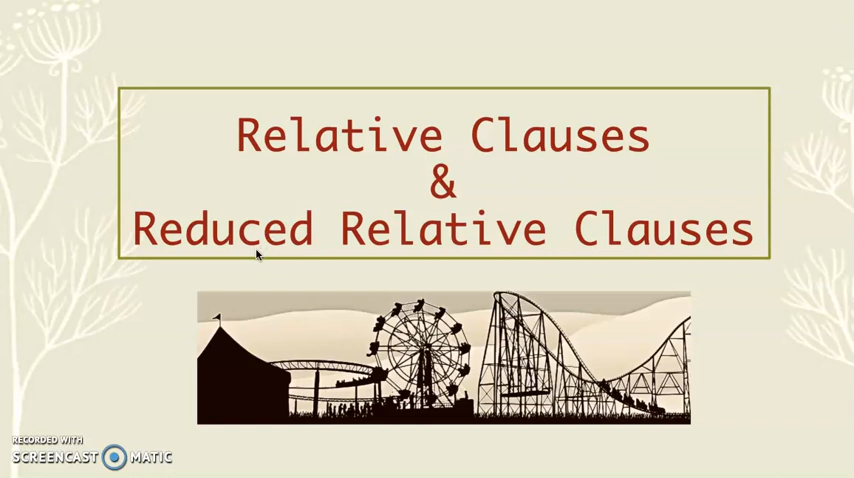 Relative Clauses
&
Reduced Relative Clauses
RECORDED WITH
SCREENCAST MATIC